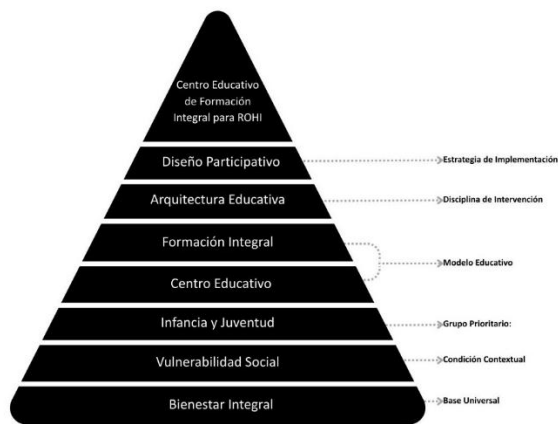 Centro Educativo
de Formación
Integral para ROHI
Diseño Participativo
Estrategia de Implementación
Arquitectura Educativa
Disciplina de Intervención
Formación Integral
Modelo Educativo
Centro Educativo
Infancia y Juventud
Grupo Prioritario:
Vulnerabilidad Social
Condición Contextual
Bienestar Integral
Base Universal